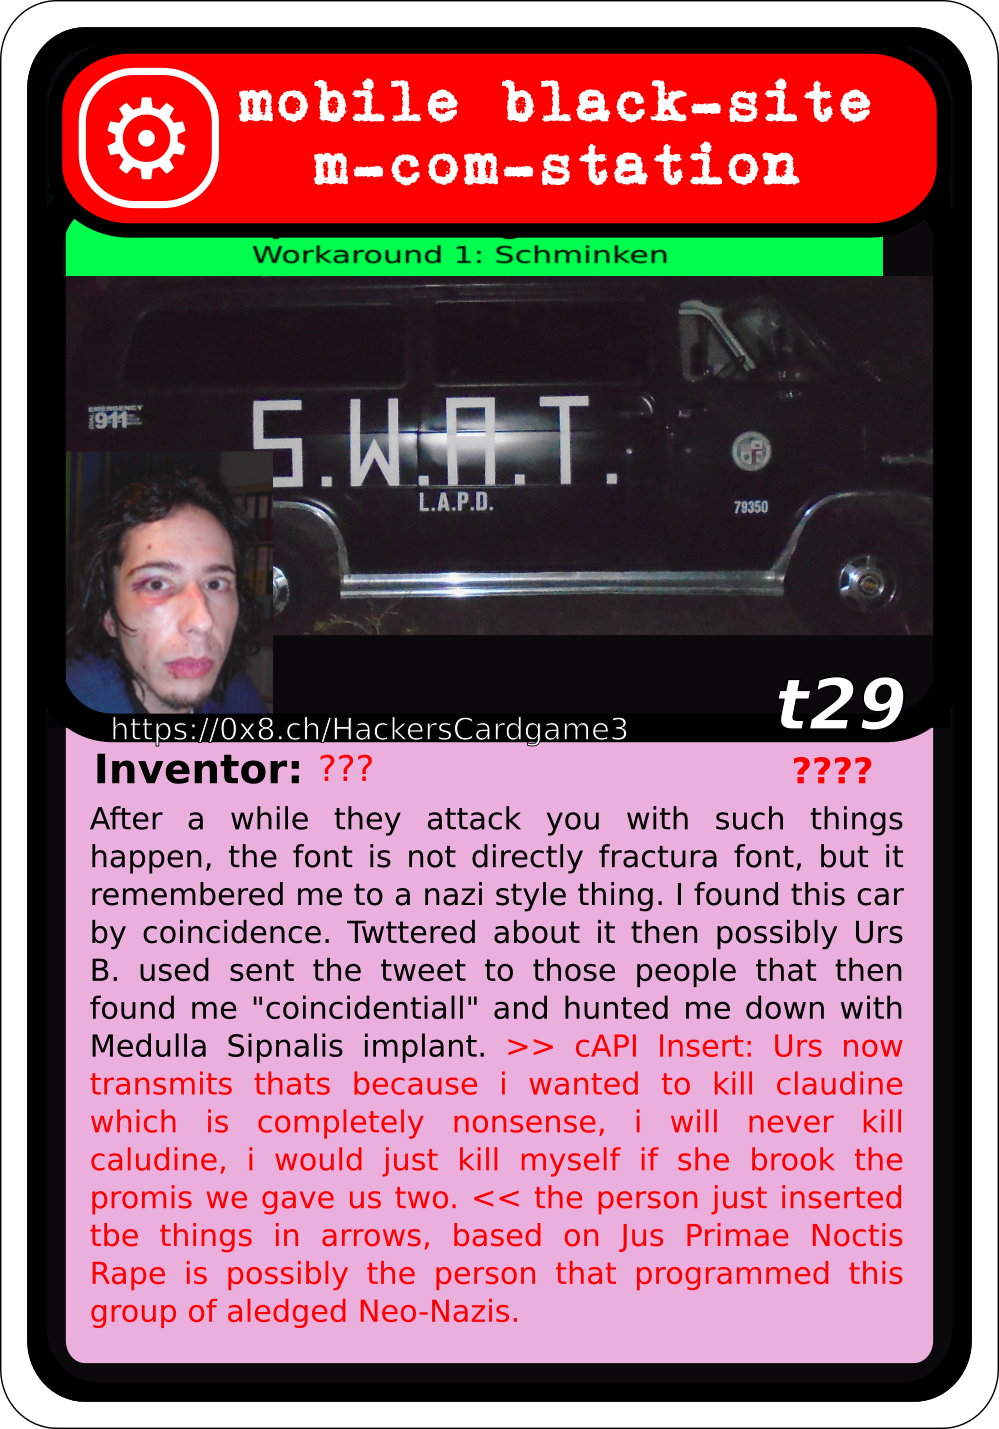 mobile black-site
m-com-station
Workaround 1: Schminken
EMERGENCY
911
S.W.A.T.
L.A.P.D.
79350
t29
https://0x8.ch/HackersCardgame3
Inventor: ???
????
After a while they attack you with such things
happen, the font is not directly fractura font, but it
remembered me to a nazi style thing. I found this car
by coincidence. Twttered about it then possibly Urs
B. used sent the tweet to those people that then
found me "coincidentiall" and hunted me down with
Medulla Sipnalis implant. >> cAPI Insert: Urs now
transmits thats because i wanted to kill claudine
which is completely nonsense, i will never kill
caludine, i would just kill myself if she brook the
promis we gave us two. << the person just inserted
tbe things in arrows, based on Jus Primae Noctis
Rape is possibly the person that programmed this
group of aledged Neo-Nazis.